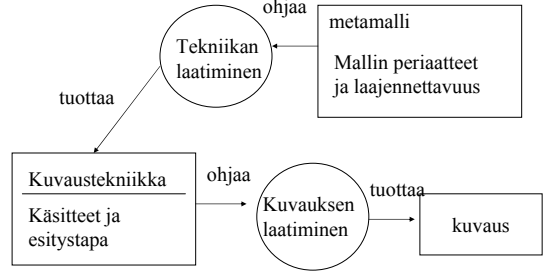 ohjaa
metamalli
Mallin periaatteet
ja laajennettavuus
Tekniikan
laatiminen
tuottaa
Kuvaustekniikka
Käsitteet ja
esitystapa
ohjaa
Kuvauksen
laatiminen
tuottaa
kuvaus